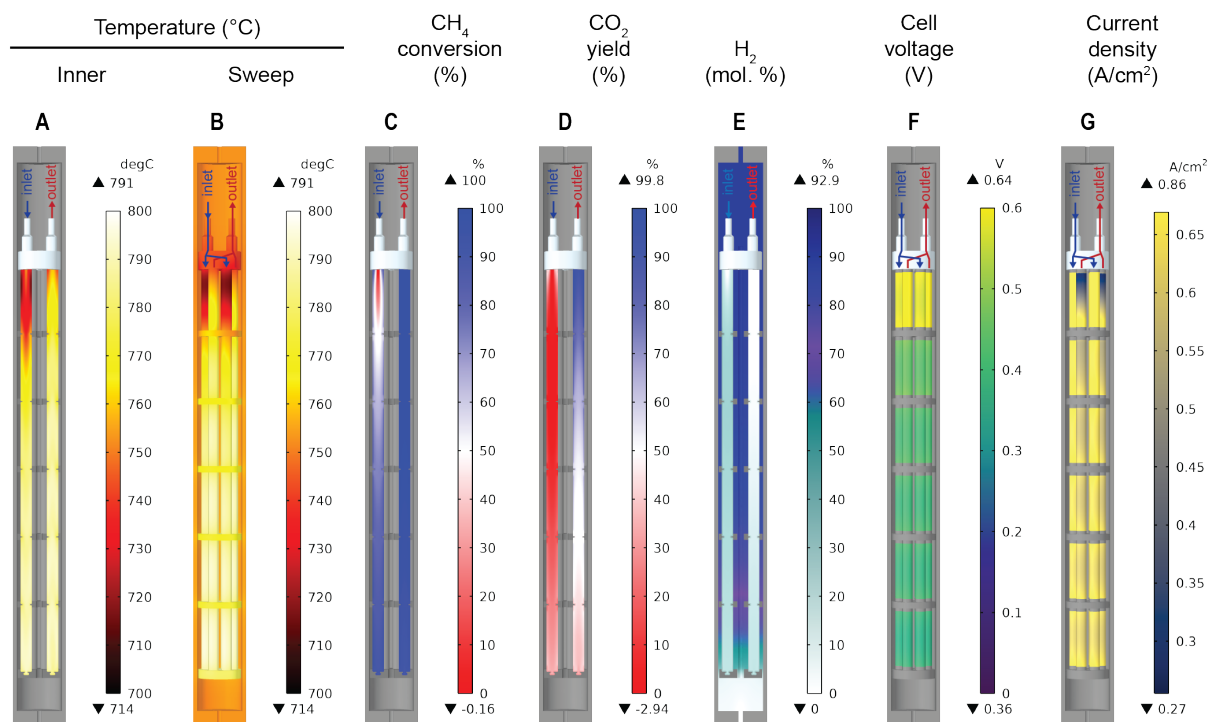 Temperature (°C)
Inner
Sweep
CH4
conversion
(%)
CO2
yield
(%)
H2
(mol. %)
Cell
voltage
(V)
Current
density
(A/cm²)
A
B
C
D
E
F
G
inlet
outlet
degC
▲ 791
800
790
780
770
760
750
740
730
720
710
700
▼ 714
inlet
outlet
degC
▲ 791
800
790
780
770
760
750
740
730
720
710
700
▼ 714
inlet
outlet
%
▲ 100
100
90
80
70
60
50
40
30
20
10
0
▼ -0.16
inlet
outlet
%
▲ 99.8
100
90
80
70
60
50
40
30
20
10
0
▼ -2.94
inlet
outlet
%
▲ 92.9
100
90
80
70
60
50
40
30
20
10
0
▼ 0
inlet
outlet
V
▲ 0.64
0.6
0.5
0.4
0.3
0.2
0.1
0
▼ 0.36
inlet
outlet
A/cm²
▲ 0.86
0.65
0.6
0.55
0.5
0.45
0.4
0.35
0.3
▼ 0.27